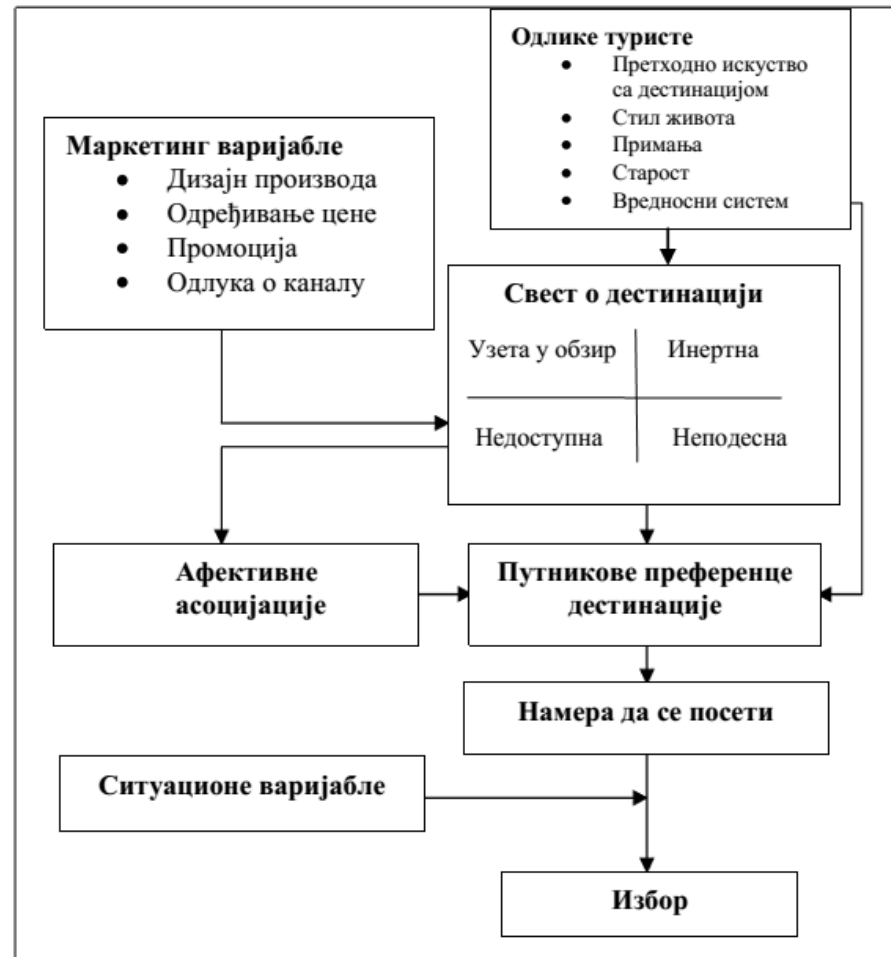 Одлике туристе
● Претходно искуство
са дестинацијом
● Стил живота
● Примања
● Старост
● Вредносни систем
Маркетинг варијабле
● Дизајн производа
● Одређивање цене
● Промоција
● Одлука о каналу
Свест о дестинацији
Узета у обзир
Инертна
Недоступна
Неподесна
Афективне
асоцијације
Путникове преференце
дестинације
Намера да се посети
Ситуационе варијабле
Избор